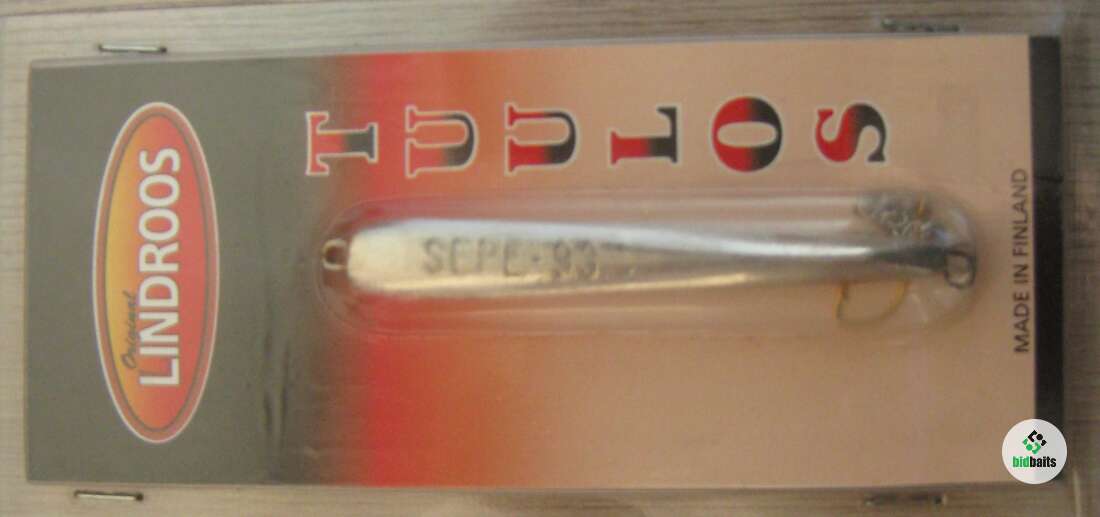 Original
LINDROOS
TUULOS
SEPE-93
MADE IN FINLAND
bidbaits